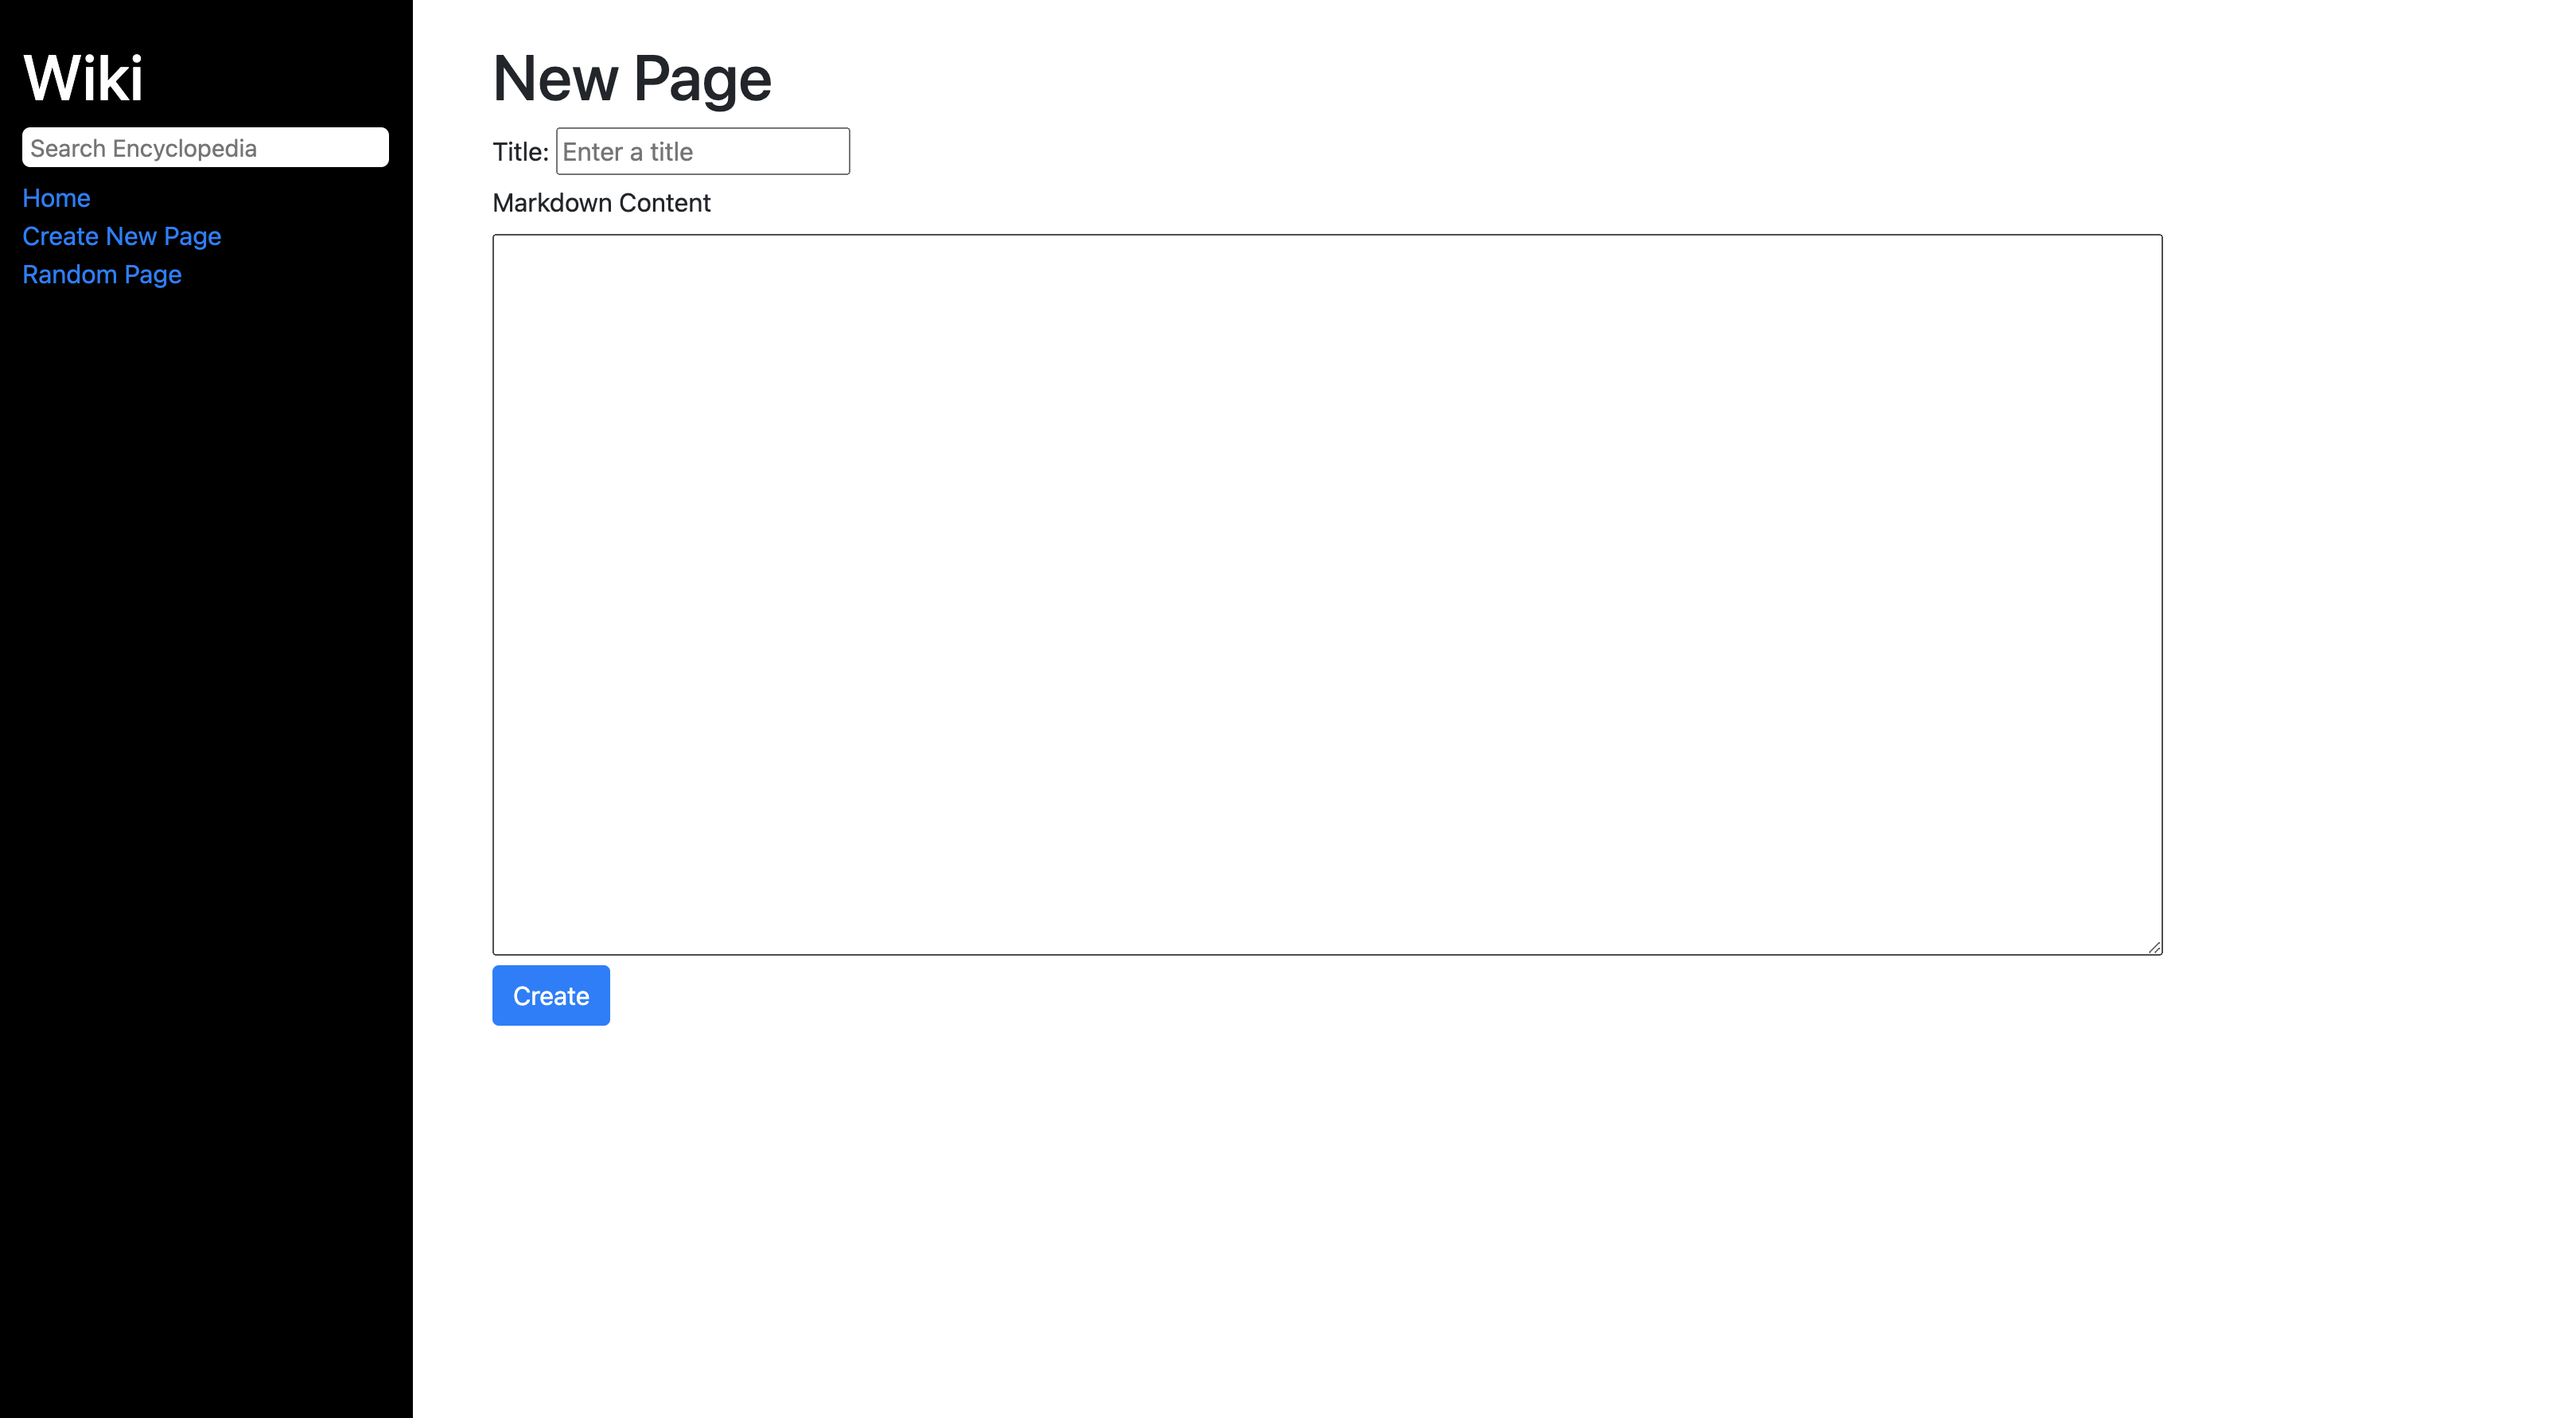 Wiki
Search Encyclopedia
Home
Create New Page
Random Page
New Page
Title: Enter a title
Markdown Content
Create